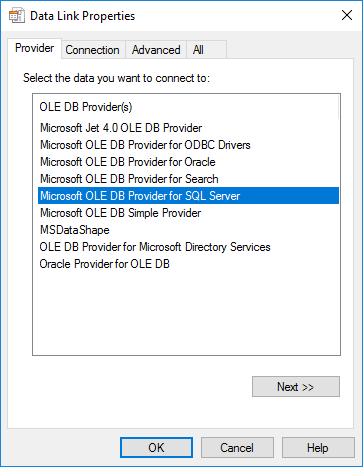 Data Link Properties
Provider Connection Advanced All
Select the data you want to connect to:
OLE DB Provider(s)
Microsoft Jet 4.0 OLE DB Provider
Microsoft OLE DB Provider for ODBC Drivers
Microsoft OLE DB Provider for Oracle
Microsoft OLE DB Provider for Search
Microsoft OLE DB Provider for SQL Server
Microsoft OLE DB Simple Provider
MSDataShape
OLE DB Provider for Microsoft Directory Services
Oracle Provider for OLE DB
Next >>
OK Cancel Help